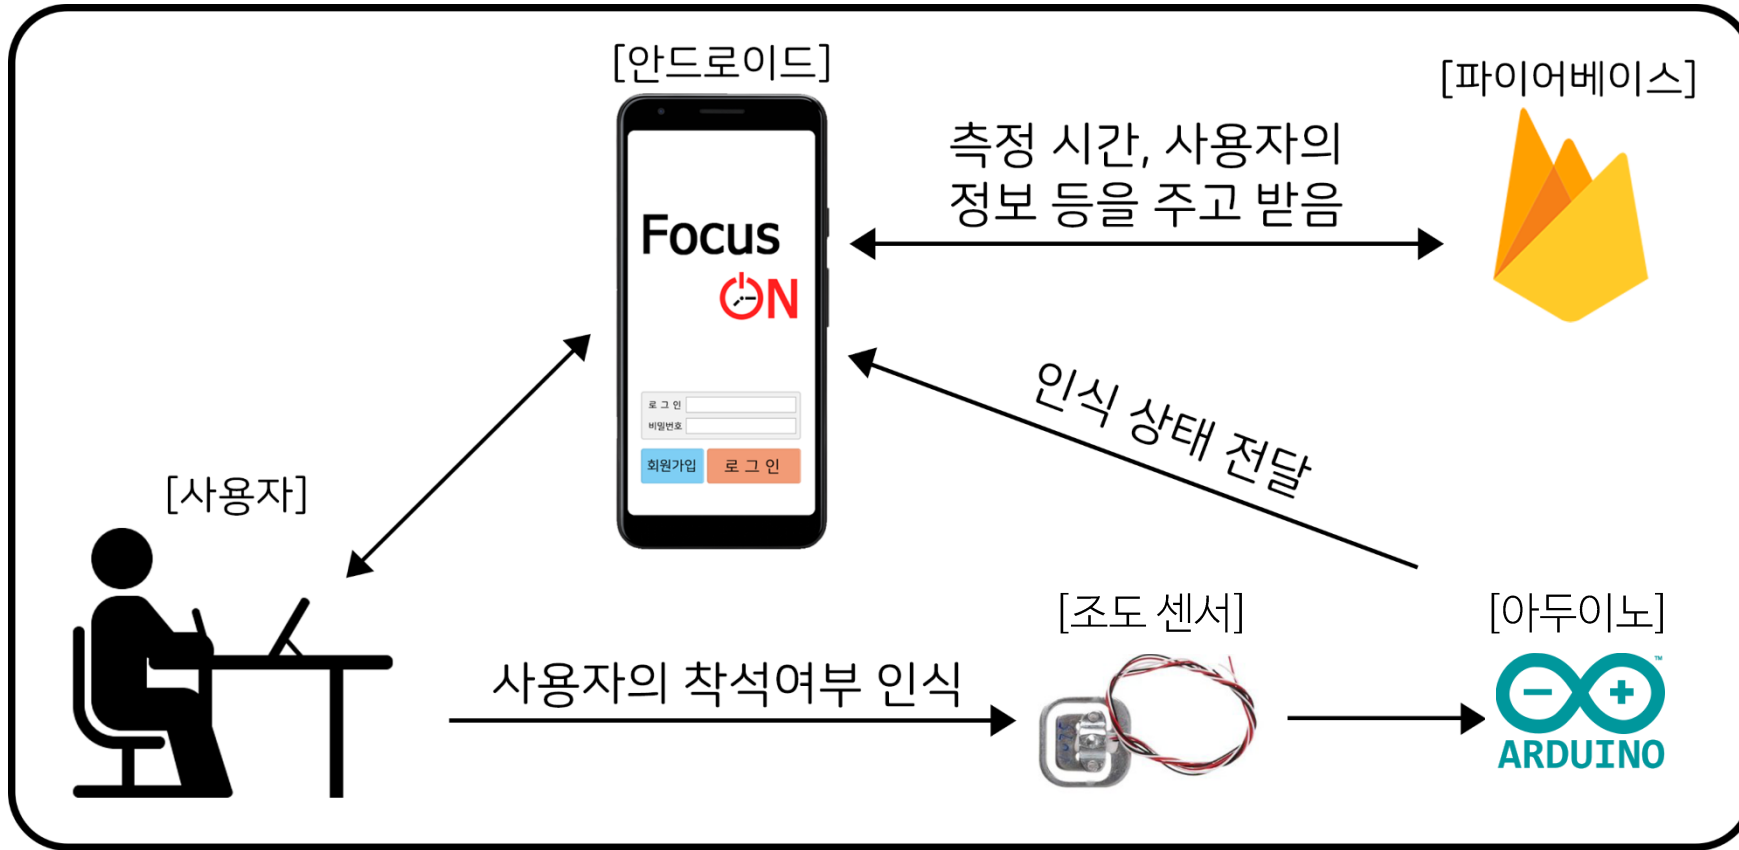 [안드로이드]
[파이어베이스]
측정 시간, 사용자의
정보 등을 주고 받음
Focus
ON
인식 상태 전달
로 그 인
비밀번호
회원가입 로 그 인
[사용자]
[조도 센서]
[아두이노]
사용자의 착석여부 인식
ARDUINO
TM